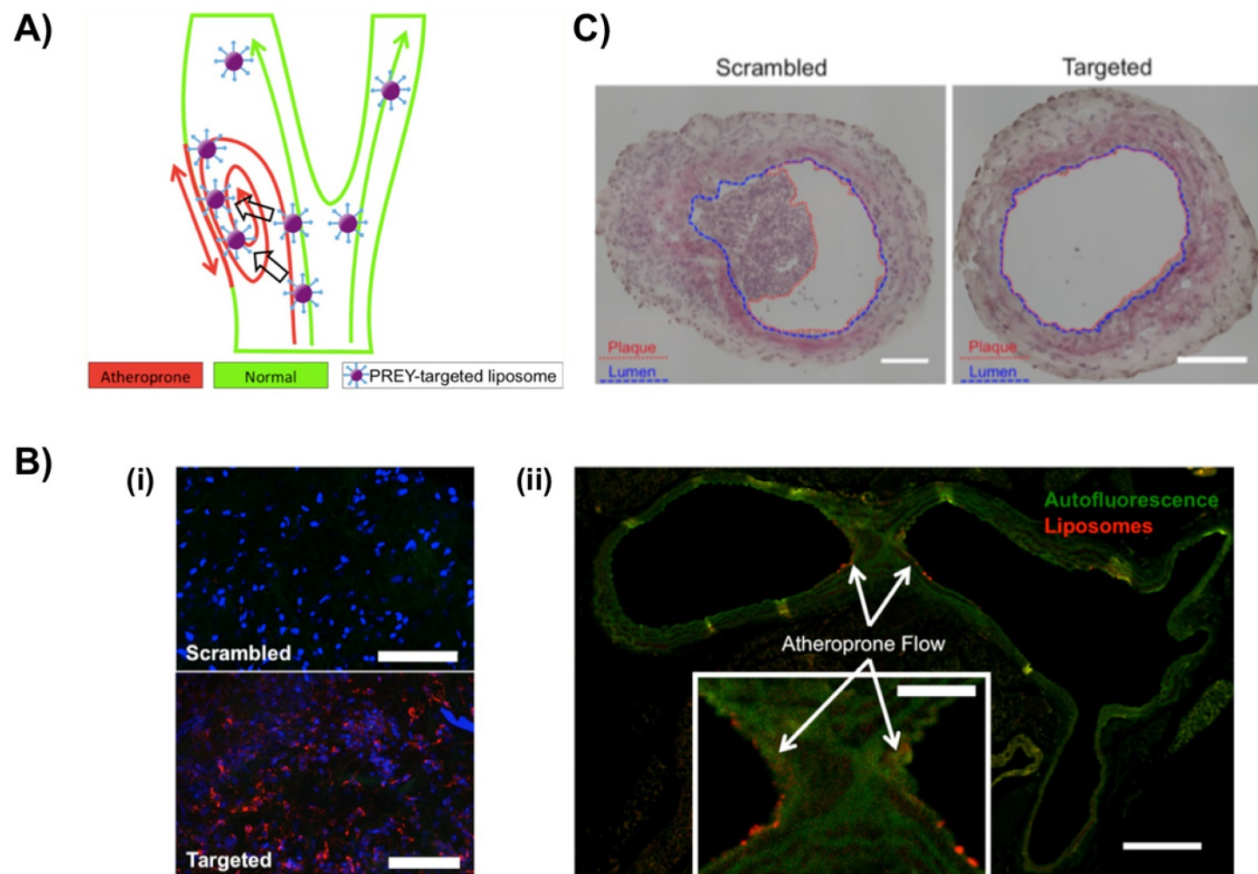 A)
Atheroprone
Normal
PREY-targeted liposome
C)
Scrambled
Targeted
Plaque
Lumen
Plaque
Lumen
B)
(i)
Scrambled
Targeted
(ii)
Autofluorescence
Liposomes
Atheroprone Flow